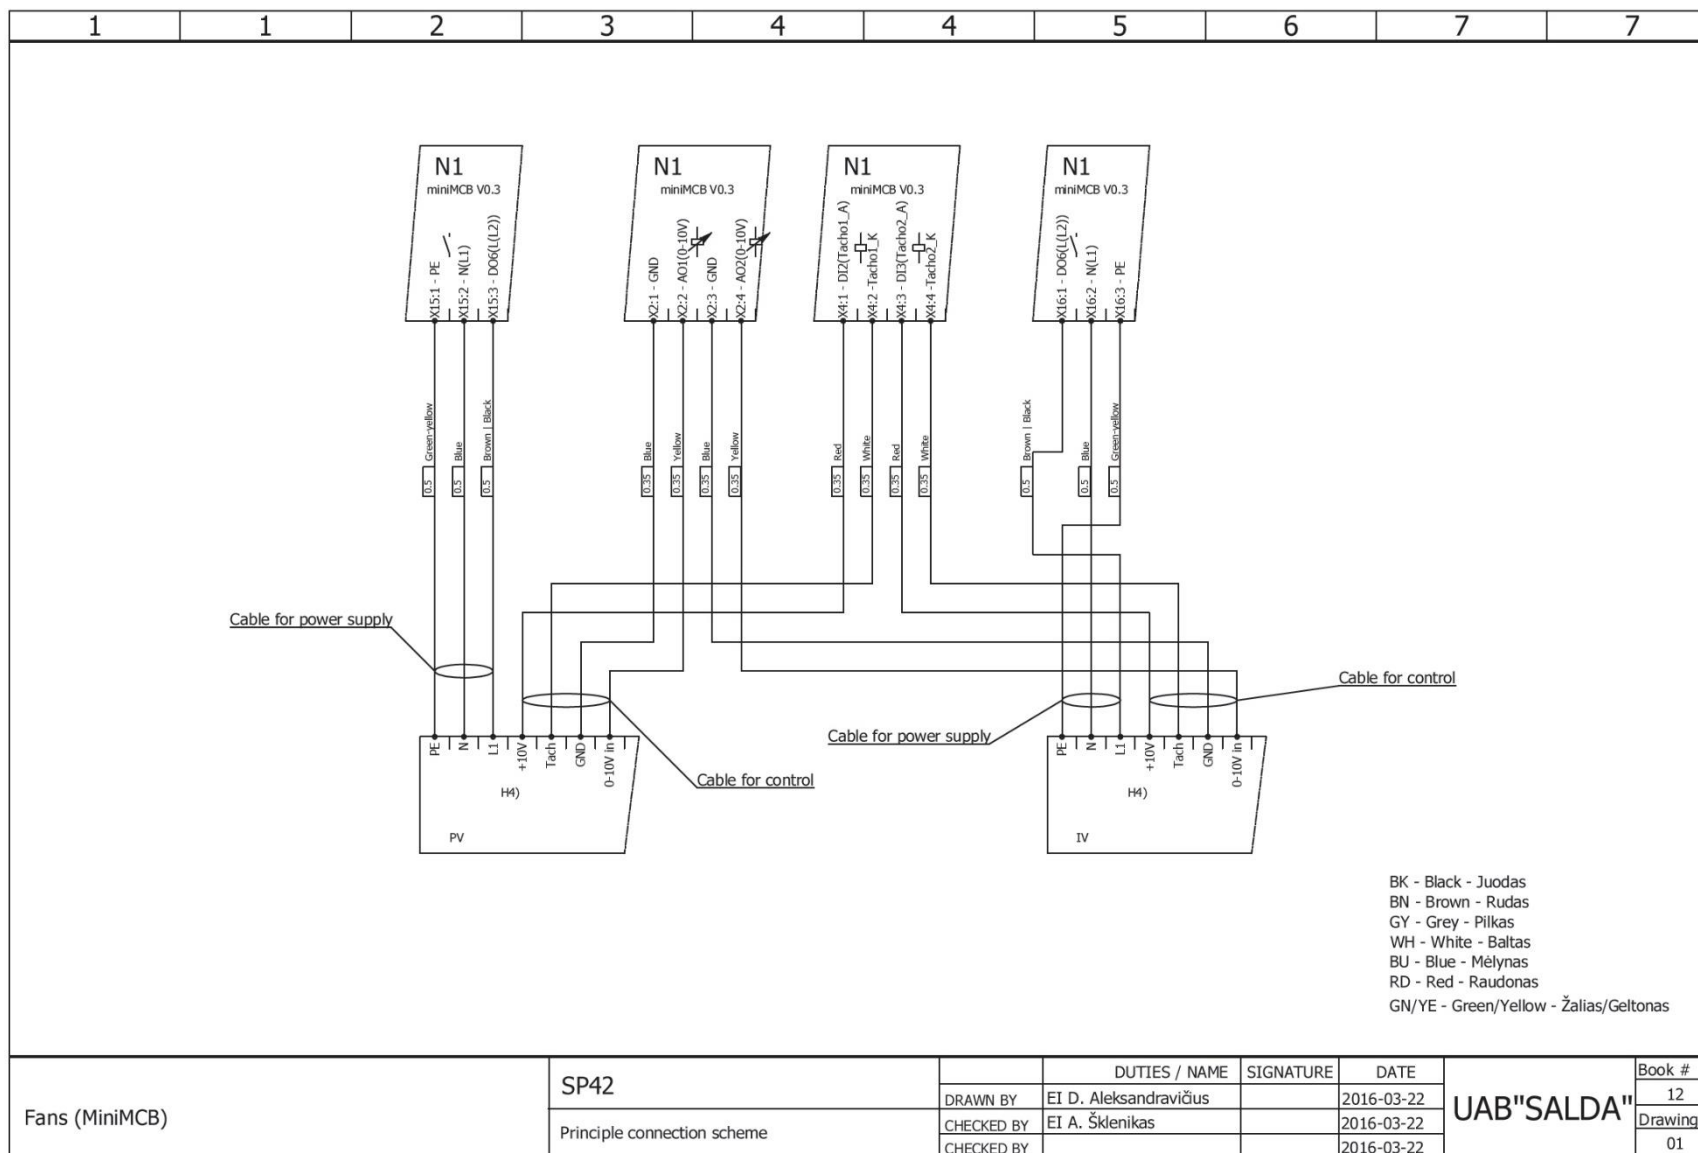 1 1 2 3 4 4 5 6 7 7
N1
miniMCB V0.3
X15:1 - PE
X15:2 - N(L1)
X15:3 - DO6(L(L2))
N1
miniMCB V0.3
X2:1 - GND
X2:2 - AO1(0-10V)
X2:3 - GND
X2:4 - AO2(0-10V)
N1
miniMCB V0.3
X4:1 - DI2(Tacho1_A)
X4:2 -Tacho1_K
X4:3 - DI3(Tacho2_A)
X4:4 -Tacho2_K
N1
miniMCB V0.3
X16:1 - DO6(L(L2))
X16:2 - N(L1)
X16:3 - PE
0.5 Green-yellow
0.5 Blue
0.5 Brown | Black
0.35 Blue
0.35 Yellow
0.35 Blue
0.35 Yellow
0.35 Red
0.35 White
0.35 Red
0.35 White
0.5 Brown | Black
0.5 Blue
0.5 Green-yellow
Cable for power supply
Cable for control
Cable for power supply
Cable for control
PE
N
L1
+10V
Tach
GND
0-10V in
H4)
PV
PE
N
L1
+10V
Tach
GND
0-10V in
H4)
IV
BK - Black - Juodas
BN - Brown - Rudas
GY - Grey - Pilkas
WH - White - Baltas
BU - Blue - Mėlynas
RD - Red - Raudonas
GN/YE - Green/Yellow - Žalias/Geltonas
Fans (MiniMCB)
SP42
Principle connection scheme
DUTIES / NAME SIGNATURE DATE
DRAWN BY EI D. Aleksandravičius 2016-03-22
CHECKED BY EI A. Šklenikas 2016-03-22
CHECKED BY 2016-03-22
UAB"SALDA"
Book #
12
Drawing
01